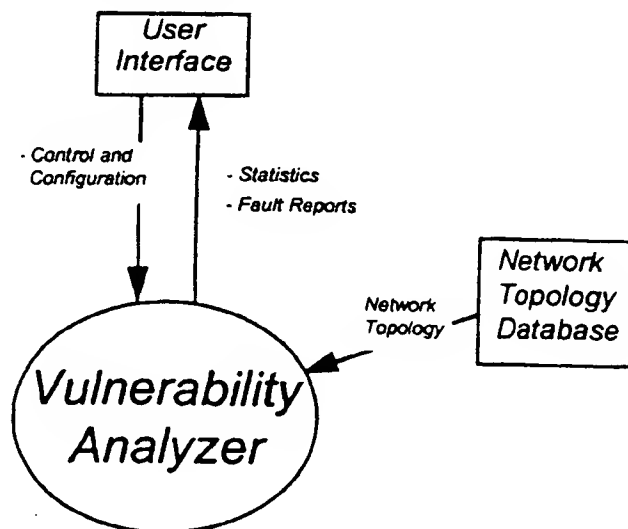 User
Interface
- Control and
Configuration
- Statistics
- Fault Reports
Network
Topology
Database
Network
Topology
Vulnerability
Analyzer